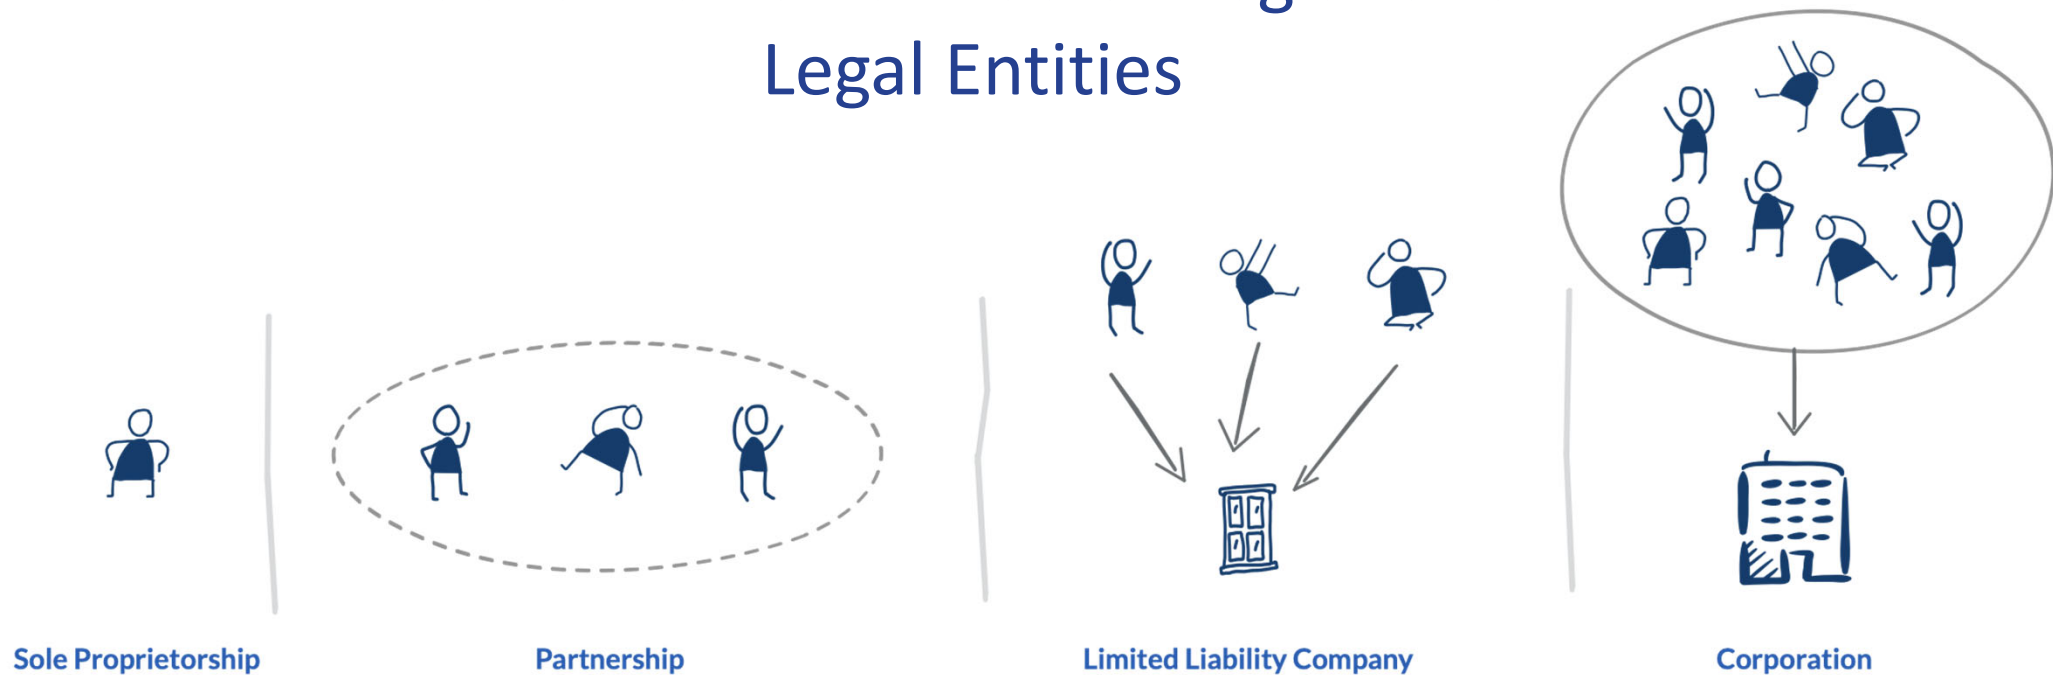 Legal Entities
Sole Proprietorship
Partnership
Limited Liability Company
Corporation